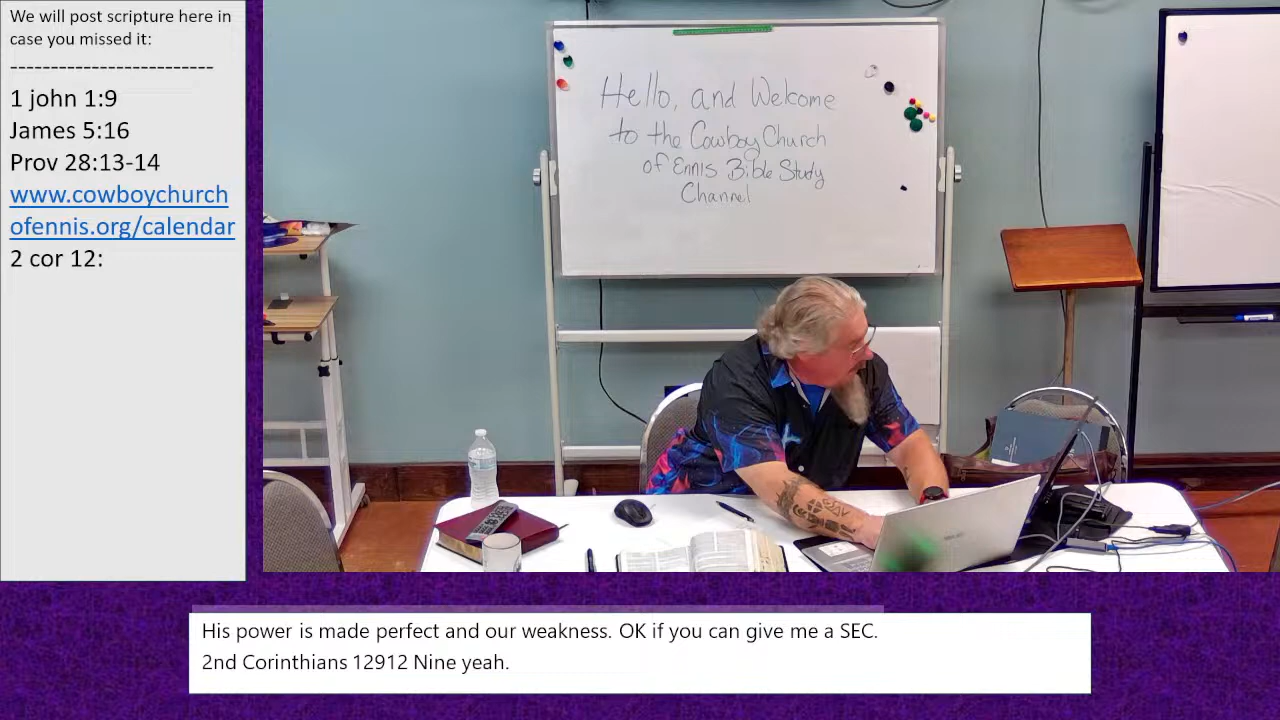 We will post scripture here in
case you missed it:
-------------------------
1 john 1:9
James 5:16
Prov 28:13-14
www.cowboychurch
ofennis.org/calendar
2 cor 12:
Hello, and Welcome
to the Cowboy Church
of Ennis Bible Study
Channel
His power is made perfect and our weakness. OK if you can give me a SEC.
2nd Corinthians 12912 Nine yeah.